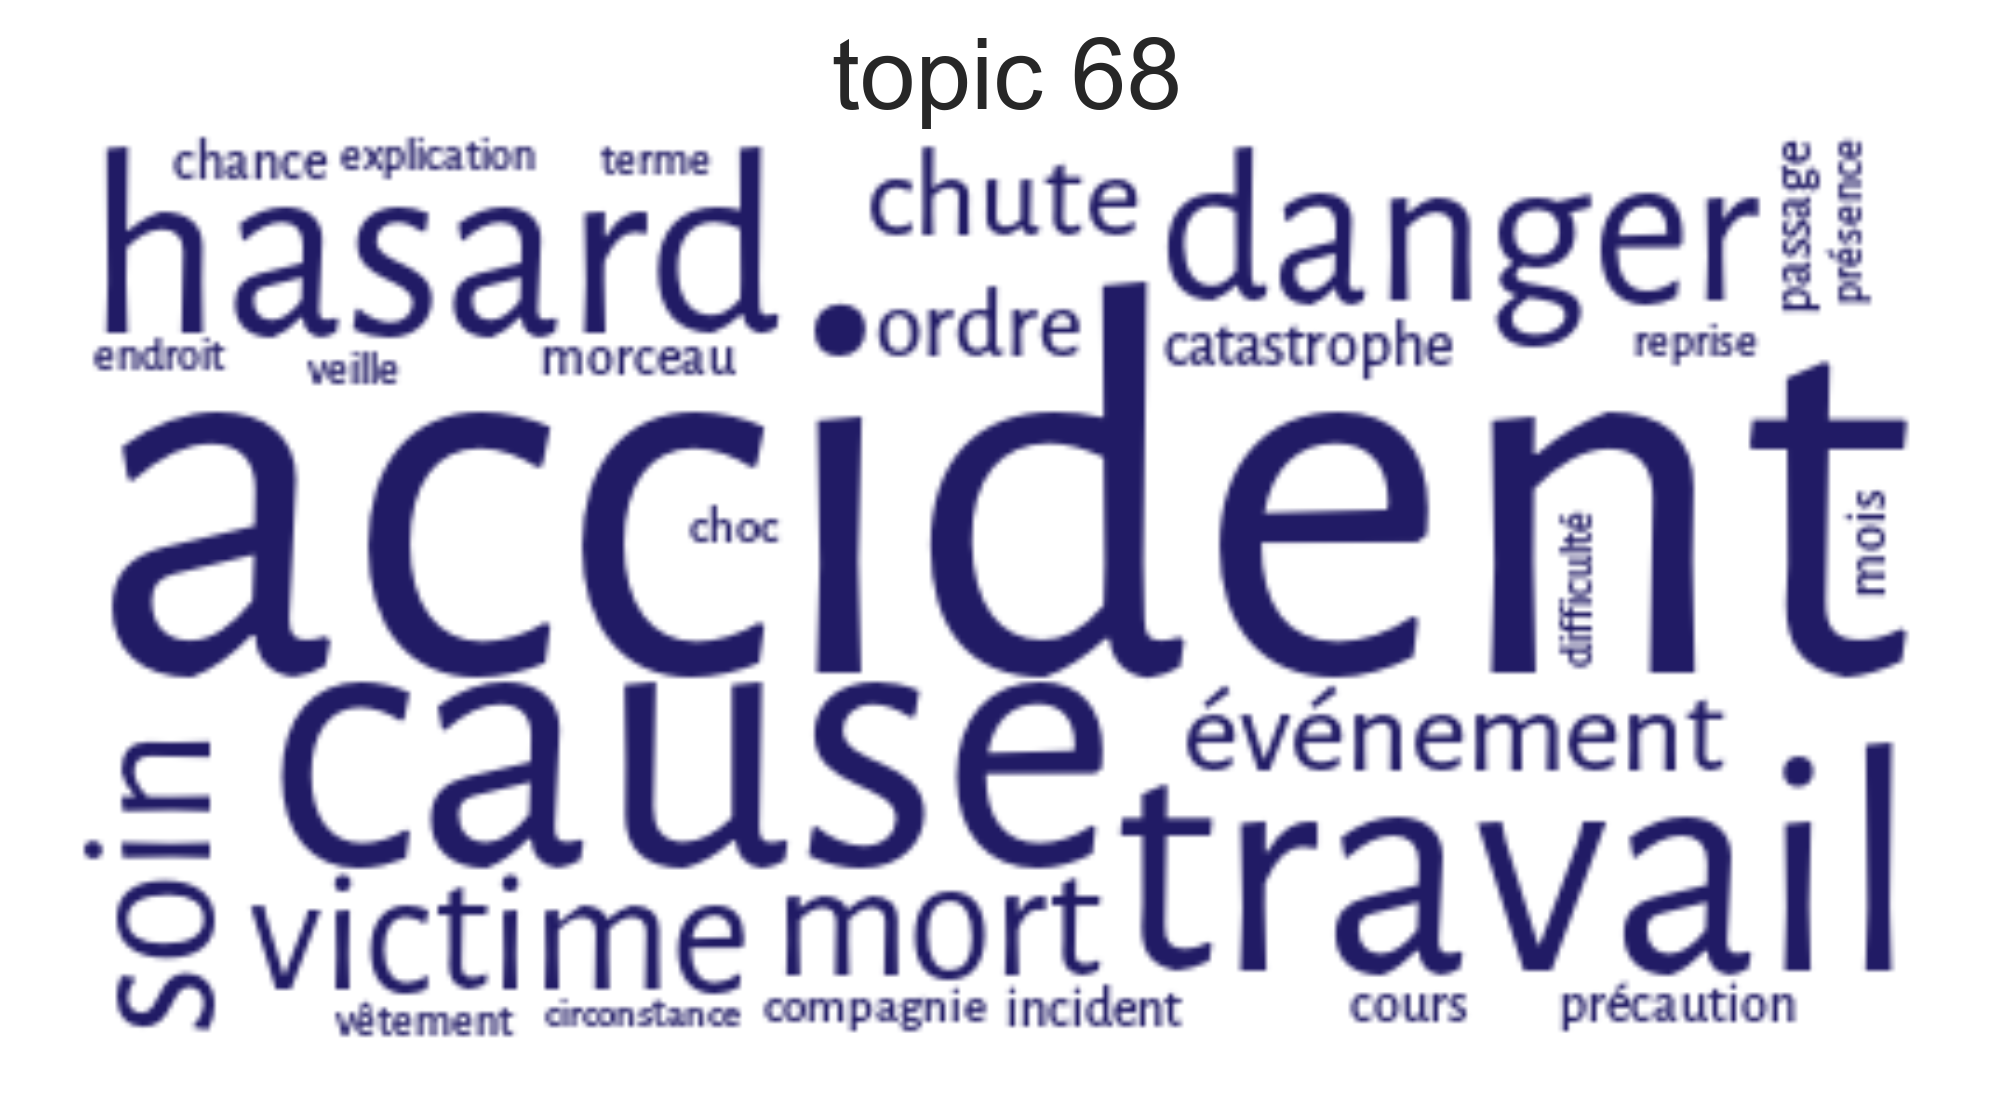 topic 68
chance explication terme
hasard
chute
danger
passage
présence
ordre
endroit
veille
morceau
catastrophe
reprise
accident
choc
difficulté
mois
cause
événement
soin
travail
victime
mort
vêtement
circonstance
compagnie
incident
cours
précaution